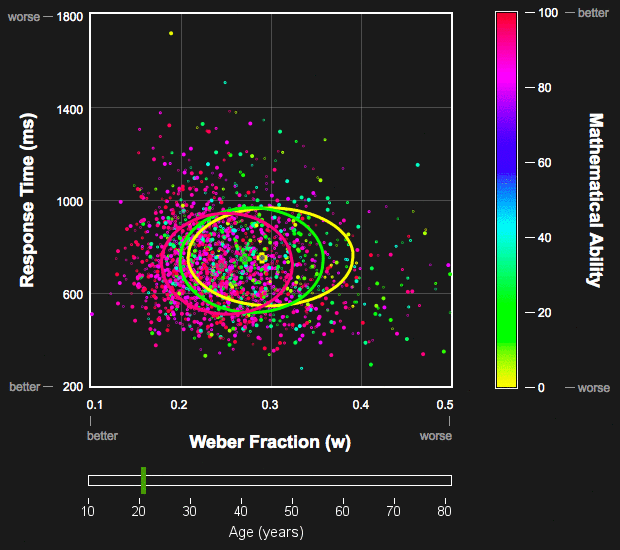 worse
1800
1400
1000
600
200
better
Response Time (ms)
0.1
0.2
0.3
0.4
0.5
better
Weber Fraction (w)
worse
100
better
80
60
40
20
0
worse
Mathematical Ability
10
20
30
40
50
60
70
80
Age (years)